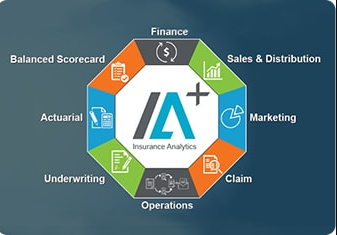 Finance
Balanced Scorecard
Sales & Distribution
Actuarial
IA+
Insurance Analytics
Marketing
Underwriting
Claim
Operations